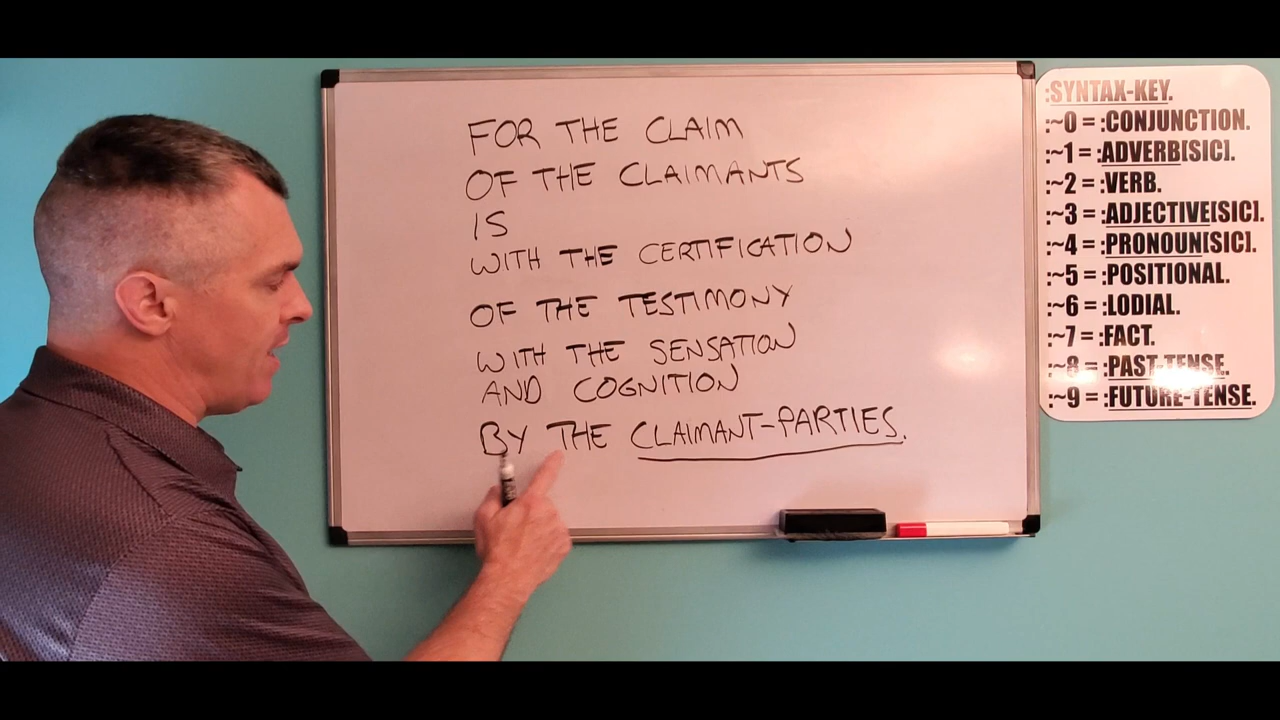 FOR THE CLAIM
OF THE CLAIMANTS
IS
WITH THE CERTIFICATION
OF THE TESTIMONY
WITH THE SENSATION
AND COGNITION
BY THE CLAIMANT-PARTIES.
:SYNTAX-KEY.
:~0 = :CONJUNCTION.
:~1 = :ADVERB[SIC].
:~2 = :VERB.
:~3 = :ADJECTIVE[SIC].
:~4 = :PRONOUN[SIC].
:~5 = :POSITIONAL.
:~6 = :LODIAL.
:~7 = :FACT.
:~8 = :PAST-TENSE.
:~9 = :FUTURE-TENSE.